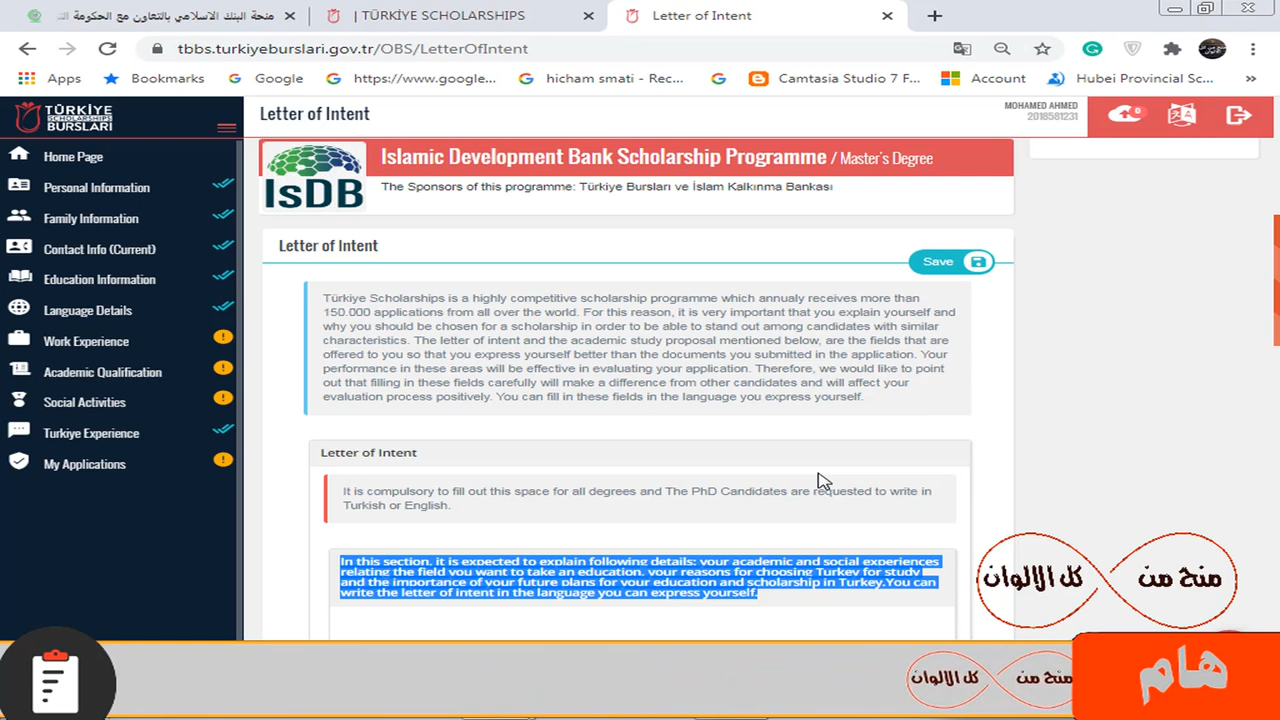 منحة البنك الاسلامي بالتعاون مع الحكومة
| TÜRKİYE SCHOLARSHIPS
Letter of Intent
tbbs.turkiyeburslari.gov.tr/OBS/LetterOfIntent
Apps
Bookmarks
Google
https://www.google...
hicham smati - Rec...
Camtasia Studio 7 F...
Account
Hubei Provincial Sc...
»
TÜRKİYE
SCHOLARSHIPS
BURSLARI
Letter of Intent
MOHAMED AHMED
2018581231
0
Home Page
Personal Information
Family Information
Contact Info (Current)
Education Information
Language Details
Work Experience
Academic Qualification
Social Activities
Turkiye Experience
My Applications
IsDB
Islamic Development Bank Scholarship Programme / Master's Degree
The Sponsors of this programme: Türkiye Bursları ve İslam Kalkınma Bankası
Letter of Intent
Save
Türkiye Scholarships is a highly competitive scholarship programme which annualy receives more than
150.000 applications from all over the world. For this reason, it is very important that you explain yourself and
why you should be chosen for a scholarship in order to be able to stand out among candidates with similar
characteristics. The letter of intent and the academic study proposal mentioned below, are the fields that are
offered to you so that you express yourself better than the documents you submitted in the application. Your
performance in these areas will be effective in evaluating your application. Therefore, we would like to point
out that filling in these fields carefully will make a difference from other candidates and will affect your
evaluation process positively. You can fill in these fields in the language you express yourself.
Letter of Intent
It is compulsory to fill out this space for all degrees and The PhD Candidates are requested to write in
Turkish or English.
In this section, it is expected to explain following details: your academic and social experiences
relating the field you want to take an education, your reasons for choosing Turkey for study
and the importance of your future plans for your education and scholarship in Turkey.You can
write the letter of intent in the language you can express yourself.
منح من كل الالوان
منح من كل الالوان
هام